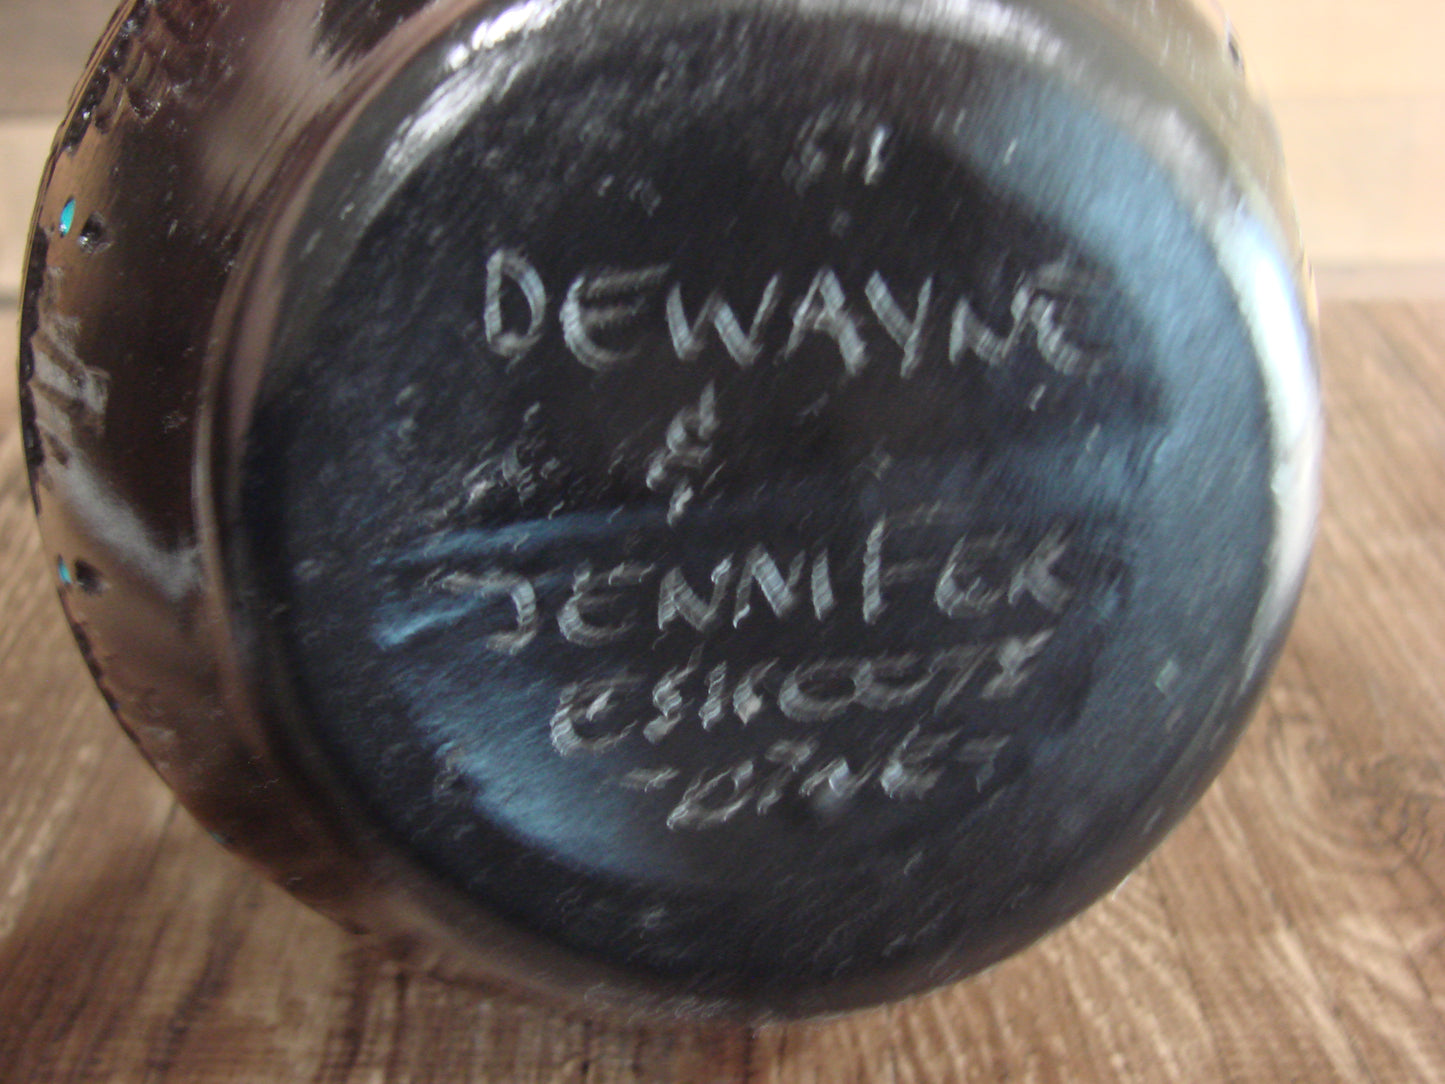 DEWAYNE
&
JENNIFER
ESKEETS
-DINE'-